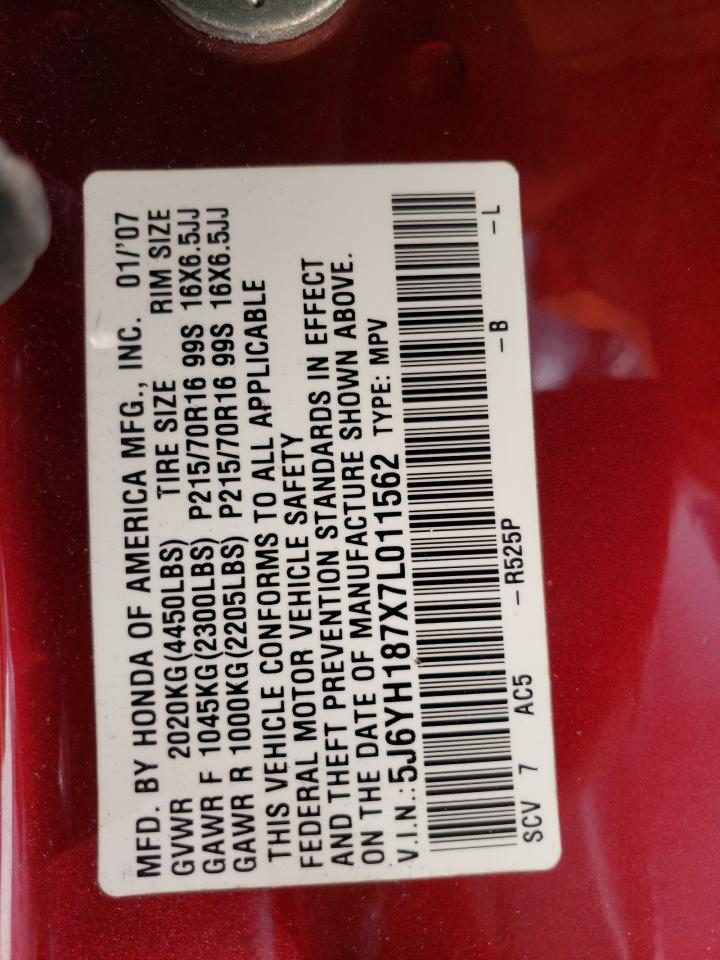 MFD. BY HONDA OF AMERICA MFG., INC. 01/'07
GVWR 2020KG(4450LBS) TIRE SIZE RIM SIZE
GAWR F 1045KG(2300LBS) P215/70R16 99S 16X6.5JJ
GAWR R 1000KG(2205LBS) P215/70R16 99S 16X6.5JJ
THIS VEHICLE CONFORMS TO ALL APPLICABLE
FEDERAL MOTOR VEHICLE SAFETY
AND THEFT PREVENTION STANDARDS IN EFFECT
ON THE DATE OF MANUFACTURE SHOWN ABOVE.
V.I.N.:5J6YH187X7L011562 TYPE: MPV
SCV 7 AC5 -R525P -B -L